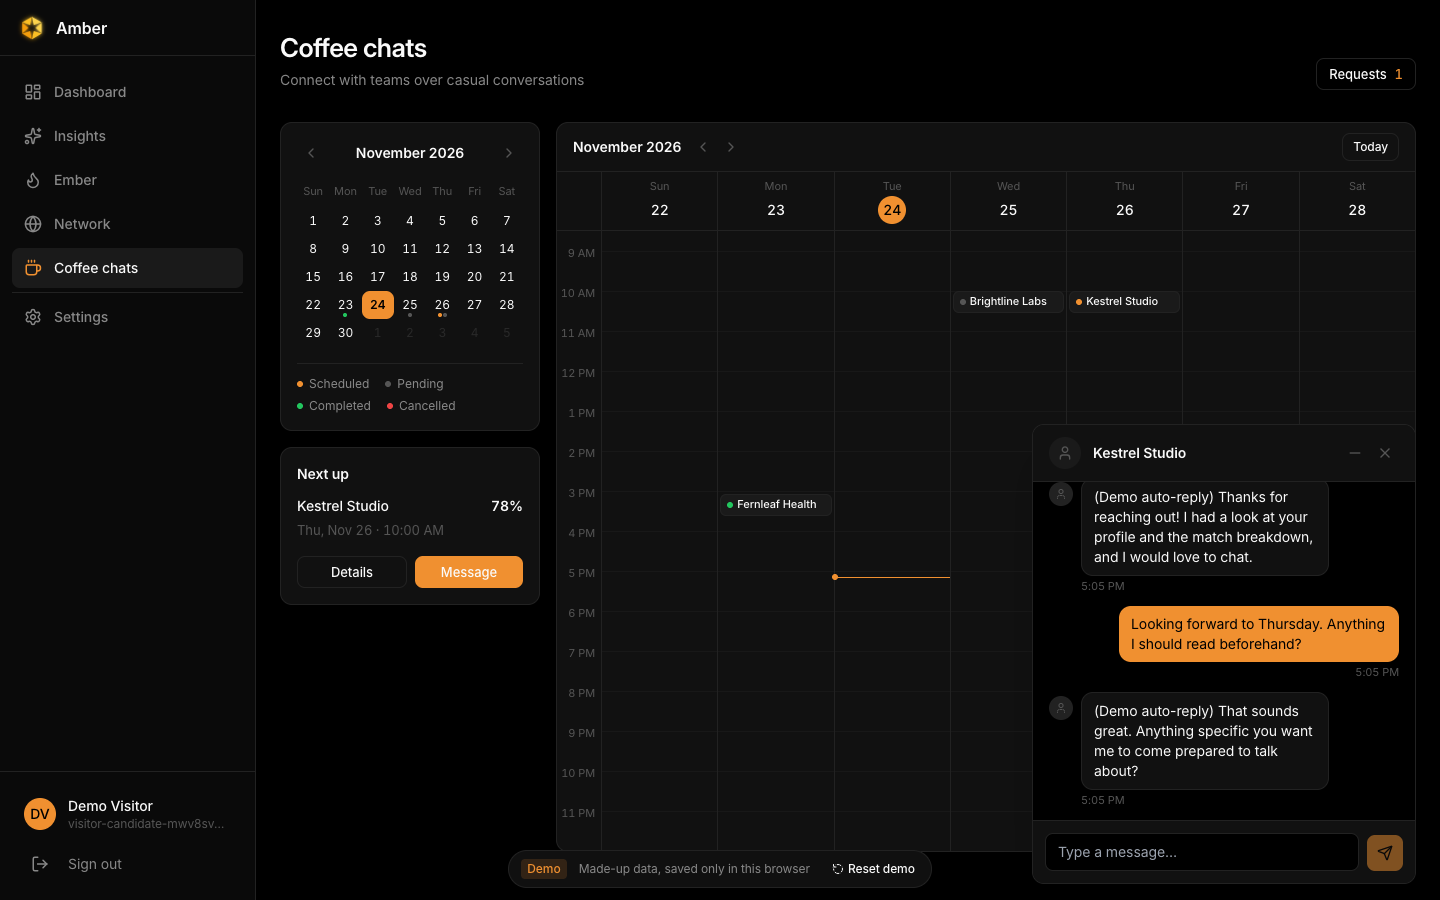 Amber
Dashboard
Insights
Ember
Network
Coffee chats
Settings
DV
Demo Visitor
visitor-candidate-mwv8sv...
Sign out
Coffee chats
Connect with teams over casual conversations
Requests 1
November 2026
Sun Mon Tue Wed Thu Fri Sat
1 2 3 4 5 6 7
8 9 10 11 12 13 14
15 16 17 18 19 20 21
22 23 24 25 26 27 28
29 30 1 2 3 4 5
Scheduled Pending
Completed Cancelled
Next up
Kestrel Studio 78%
Thu, Nov 26 · 10:00 AM
Details Message
November 2026 Today
Sun Mon Tue Wed Thu Fri Sat
22 23 24 25 26 27 28
9 AM
10 AM
Brightline Labs Kestrel Studio
11 AM
12 PM
1 PM
2 PM
3 PM
Fernleaf Health
4 PM
5 PM
6 PM
7 PM
8 PM
9 PM
10 PM
11 PM
Kestrel Studio
(Demo auto-reply) Thanks for
reaching out! I had a look at your
profile and the match breakdown,
and I would love to chat.
5:05 PM
Looking forward to Thursday. Anything
I should read beforehand?
5:05 PM
(Demo auto-reply) That sounds
great. Anything specific you want
me to come prepared to talk
about?
5:05 PM
Type a message...
Demo Made-up data, saved only in this browser Reset demo